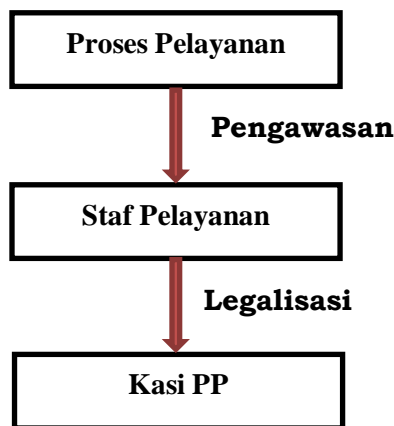 Proses Pelayanan
Pengawasan
Staf Pelayanan
Legalisasi
Kasi PP